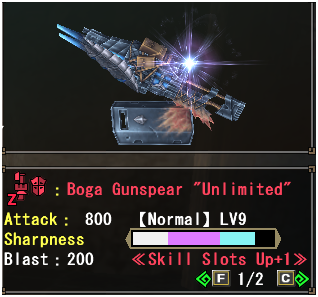 Z : Boga Gunspear "Unlimited"
Attack： 800 【Normal】LV9
Sharpness
Blast：200 ≪Skill Slots Up+1≫
F 1/2 C